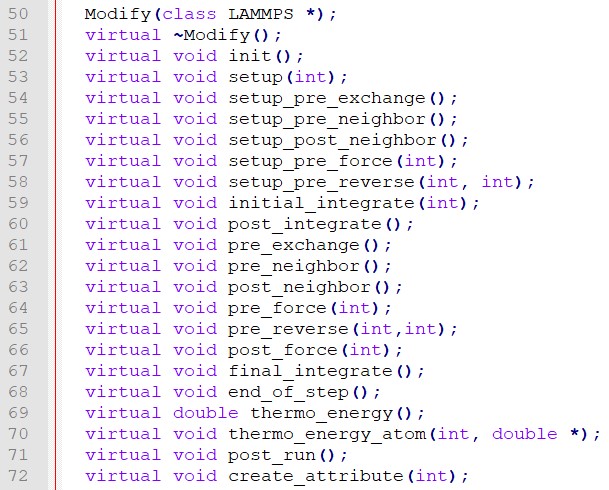 50 Modify(class LAMMPS *);
51 virtual ~Modify();
52 virtual void init();
53 virtual void setup(int);
54 virtual void setup_pre_exchange();
55 virtual void setup_pre_neighbor();
56 virtual void setup_post_neighbor();
57 virtual void setup_pre_force(int);
58 virtual void setup_pre_reverse(int, int);
59 virtual void initial_integrate(int);
60 virtual void post_integrate();
61 virtual void pre_exchange();
62 virtual void pre_neighbor();
63 virtual void post_neighbor();
64 virtual void pre_force(int);
65 virtual void pre_reverse(int,int);
66 virtual void post_force(int);
67 virtual void final_integrate();
68 virtual void end_of_step();
69 virtual double thermo_energy();
70 virtual void thermo_energy_atom(int, double *);
71 virtual void post_run();
72 virtual void create_attribute(int);